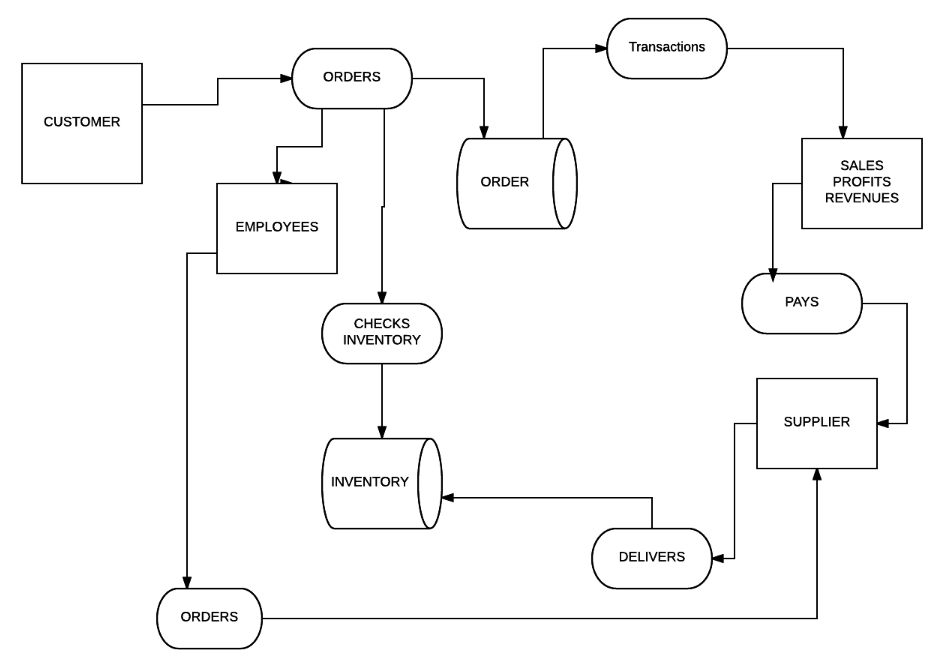 Transactions
ORDERS
CUSTOMER
ORDER
SALES
PROFITS
REVENUES
EMPLOYEES
PAYS
CHECKS
INVENTORY
SUPPLIER
INVENTORY
DELIVERS
ORDERS